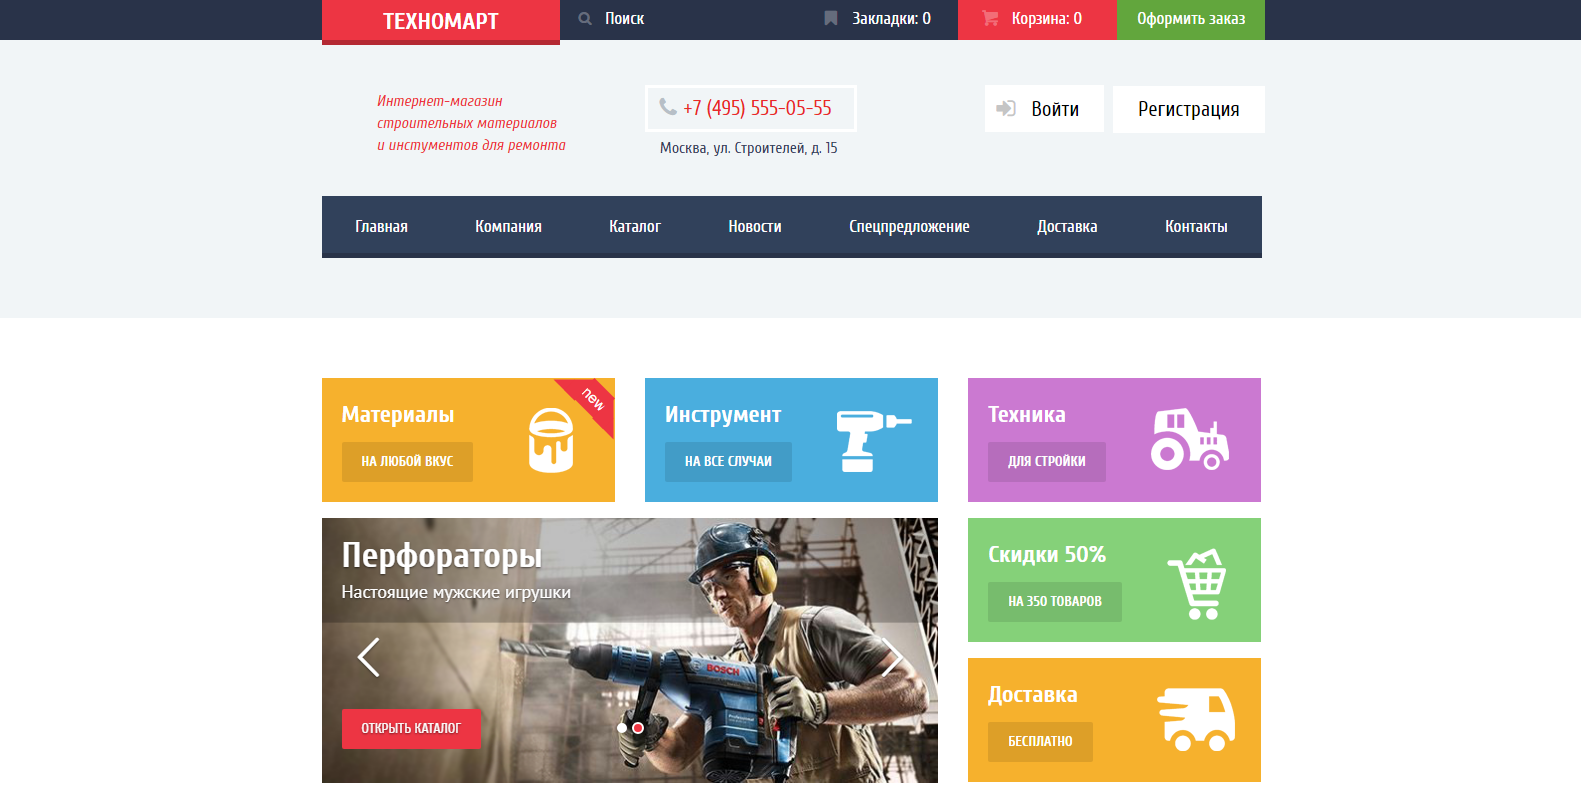 ТЕХНОМАРТ
Поиск
Закладки: 0
Корзина: 0
Оформить заказ
Интернет-магазин
строительных материалов
и инстументов для ремонта
+7 (495) 555-05-55
Москва, ул. Строителей, д. 15
Войти
Регистрация
Главная
Компания
Каталог
Новости
Спецпредложение
Доставка
Контакты
Материалы
НА ЛЮБОЙ ВКУС
new
Инструмент
НА ВСЕ СЛУЧАИ
Техника
ДЛЯ СТРОЙКИ
Перфораторы
Настоящие мужские игрушки
BOSCH
Professional
ОТКРЫТЬ КАТАЛОГ
Скидки 50%
НА 350 ТОВАРОВ
Доставка
БЕСПЛАТНО